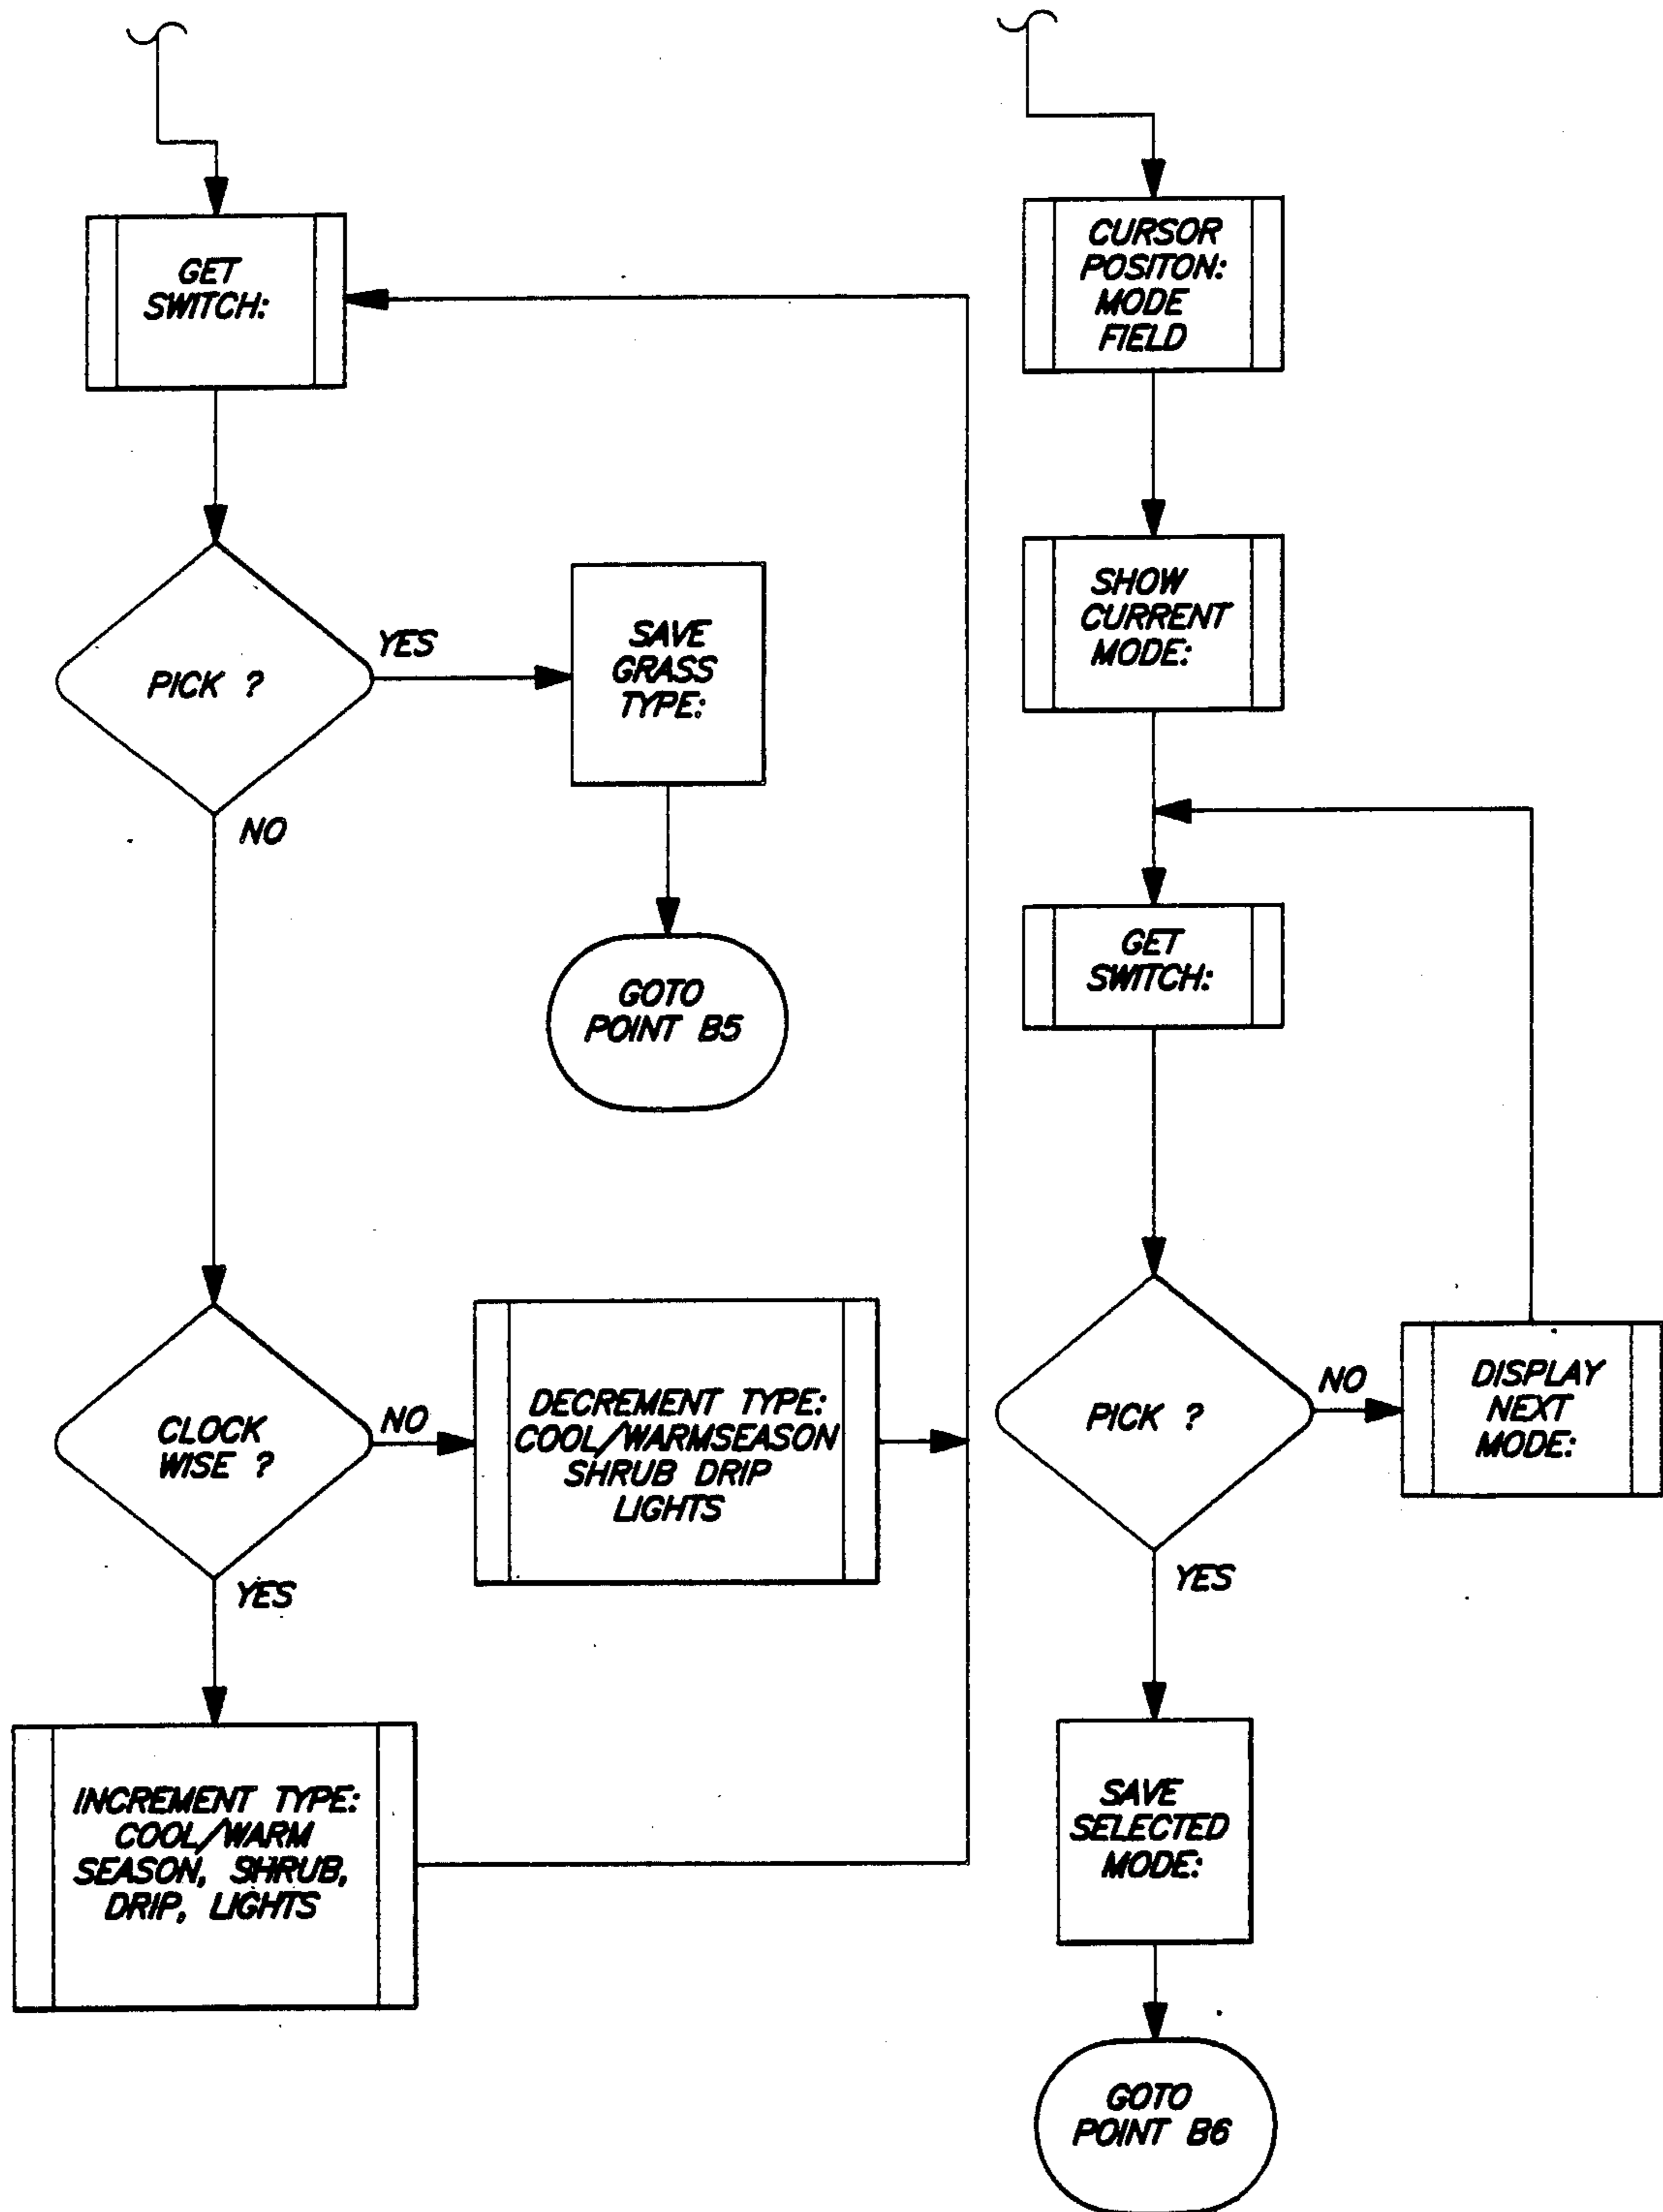 GET
SWITCH:
PICK ?
YES
SAVE
GRASS
TYPE:
NO
GOTO
POINT B5
CLOCK
WISE ?
NO
DECREMENT TYPE:
COOL/WARMSEASON
SHRUB DRIP
LIGHTS
YES
INCREMENT TYPE:
COOL/WARM
SEASON, SHRUB,
DRIP, LIGHTS
CURSOR
POSITON:
MODE
FIELD
SHOW
CURRENT
MODE:
GET
SWITCH:
PICK ?
NO
DISPLAY
NEXT
MODE:
YES
SAVE
SELECTED
MODE:
GOTO
POINT B6